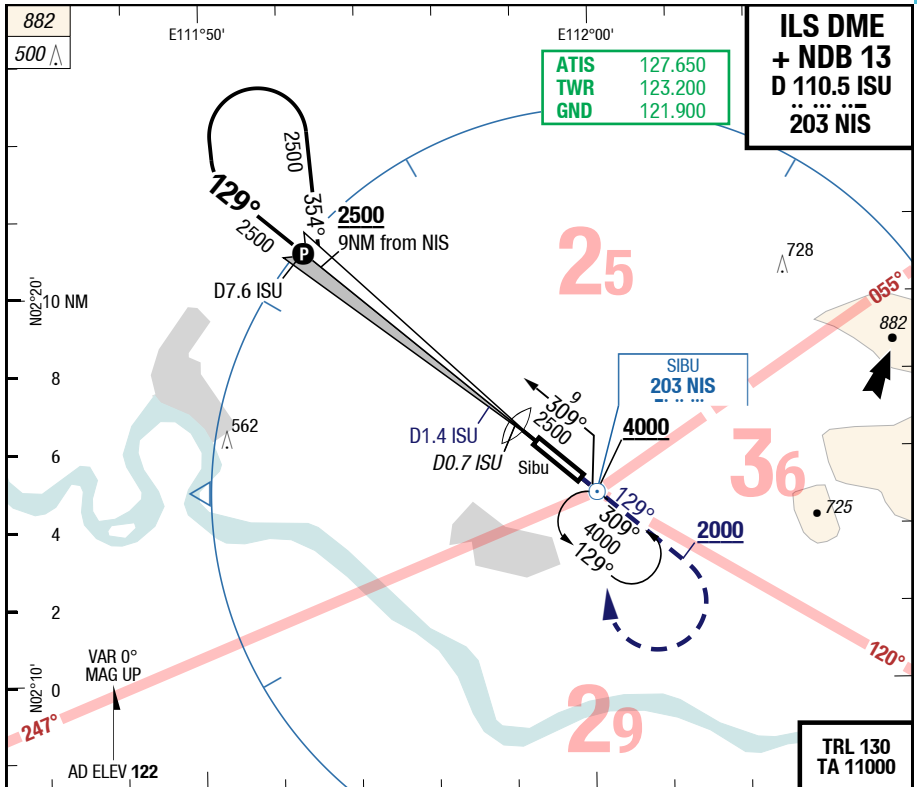 882
500
E111°50'
E112°00'
ILS DME
+ NDB 13
D 110.5 ISU
203 NIS
ATIS 127.650
TWR 123.200
GND 121.900
2500
354°
129°
2500
2500
9NM from NIS
D7.6 ISU
25
728
055°
N02°20'
10 NM
882
8
SIBU
203 NIS
9
309°
2500
4000
562
D1.4 ISU
D0.7 ISU
6
Sibu
36
725
129°
309°
4000
129°
2000
4
2
VAR 0°
MAG UP
N02°10'
0
120°
247°
29
AD ELEV 122
TRL 130
TA 11000